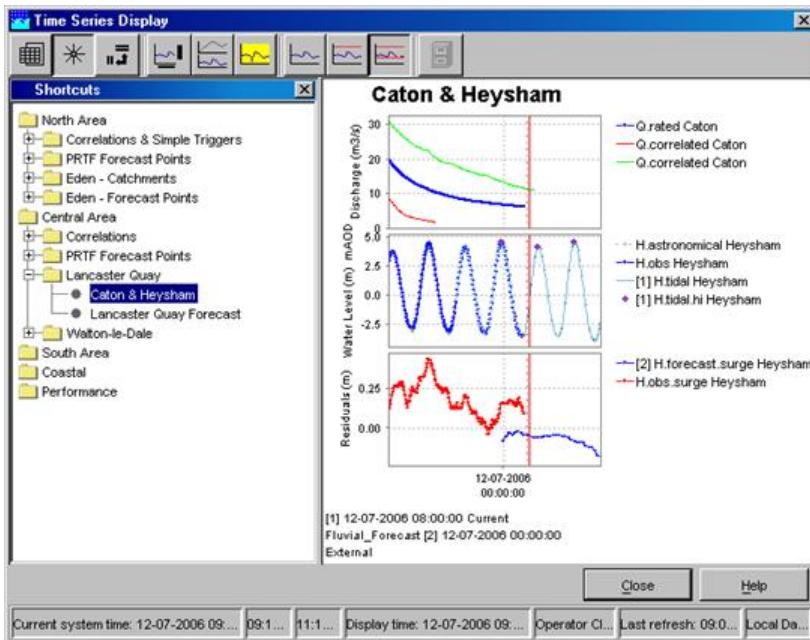 Time Series Display
Shortcuts
North Area
Correlations & Simple Triggers
PRTF Forecast Points
Eden - Catchments
Eden - Forecast Points
Central Area
Correlations
PRTF Forecast Points
Lancaster Quay
Caton & Heysham
Lancaster Quay Forecast
Walton-le-Dale
South Area
Coastal
Performance
Caton & Heysham
Discharge (m3/s)
30
20
10
0
Q.rated Caton
Q.correlated Caton
Q.correlated Caton
Water Level (m) mAOD
5.0
2.5
0.0
-2.5
H.astronomical Heysham
H.obs Heysham
[1] H.tidal Heysham
[1] H.tidal.hi Heysham
Residuals (m)
0.25
0.00
[2] H.forecast.surge Heysham
H.obs.surge Heysham
12-07-2006
00:00:00
[1] 12-07-2006 08:00:00 Current
Fluvial_Forecast [2] 12-07-2006 00:00:00
External
Close
Help
Current system time: 12-07-2006 09:...
09:1...
11:1...
Display time: 12-07-2006 09:...
Operator Cl...
Last refresh: 09:0...
Local Da...